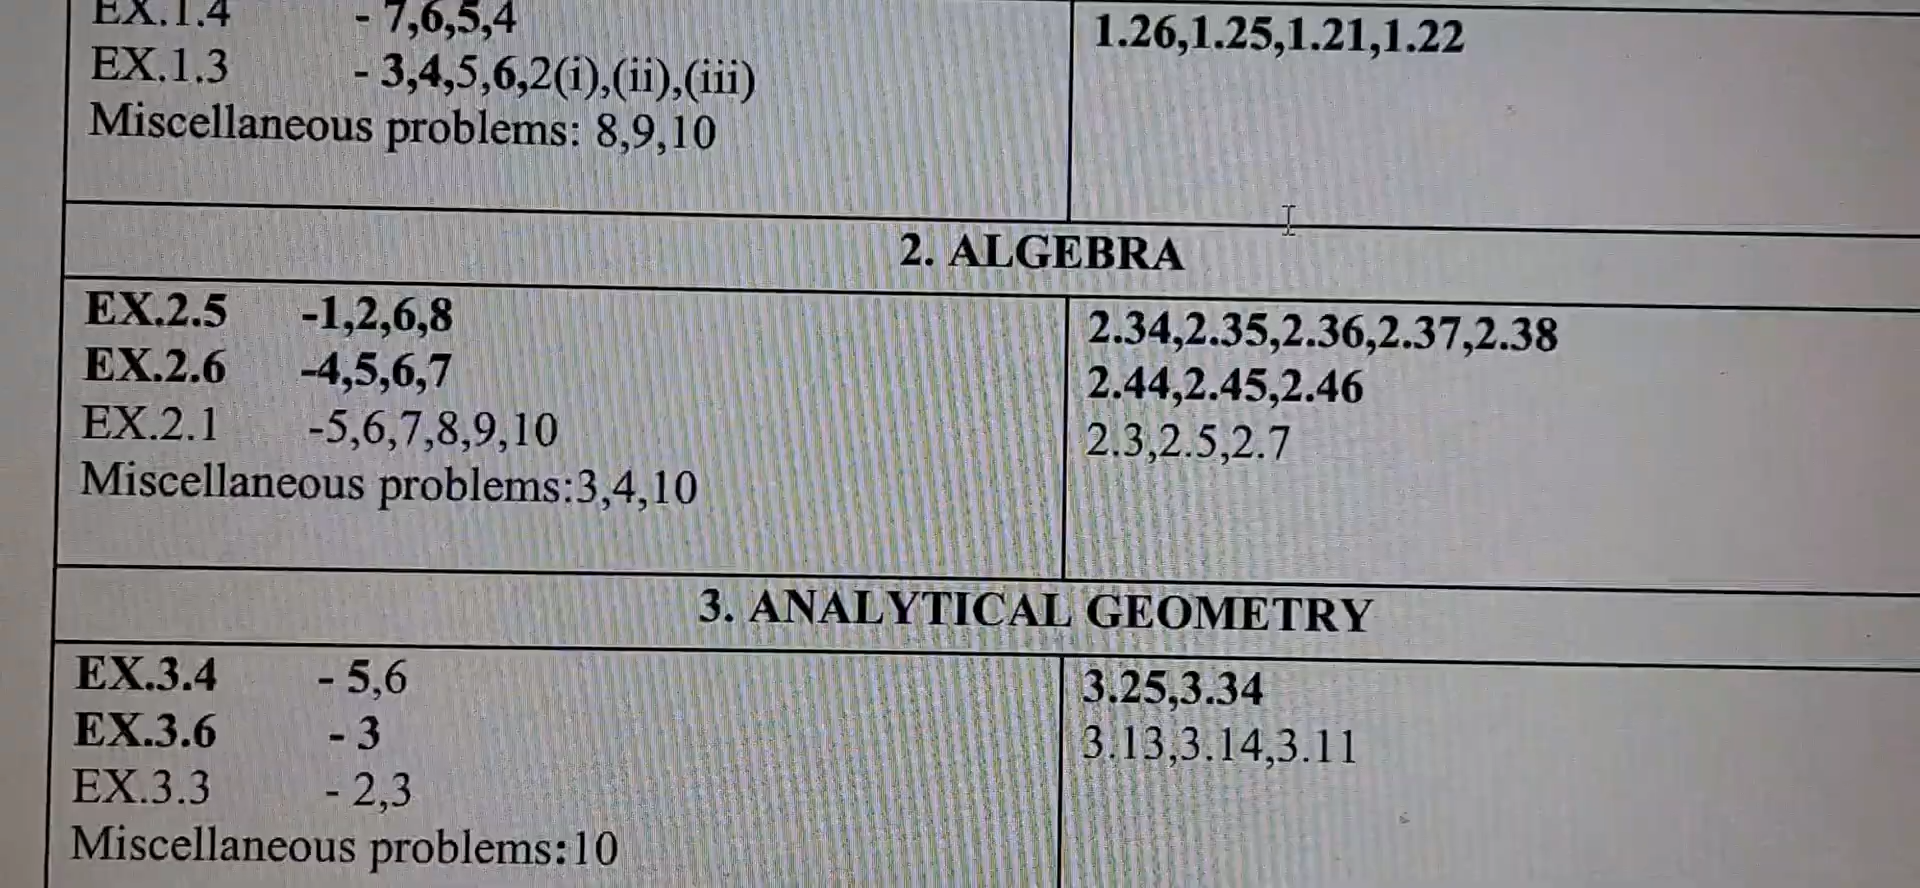 EX.1.4 - 7,6,5,4
EX.1.3 - 3,4,5,6,2(i),(ii),(iii)
Miscellaneous problems: 8,9,10
1.26,1.25,1.21,1.22
2. ALGEBRA
EX.2.5 -1,2,6,8
EX.2.6 -4,5,6,7
EX.2.1 -5,6,7,8,9,10
Miscellaneous problems:3,4,10
2.34,2.35,2.36,2.37,2.38
2.44,2.45,2.46
2.3,2.5,2.7
3. ANALYTICAL GEOMETRY
EX.3.4 - 5,6
EX.3.6 - 3
EX.3.3 - 2,3
Miscellaneous problems:10
3.25,3.34
3.13,3.14,3.11